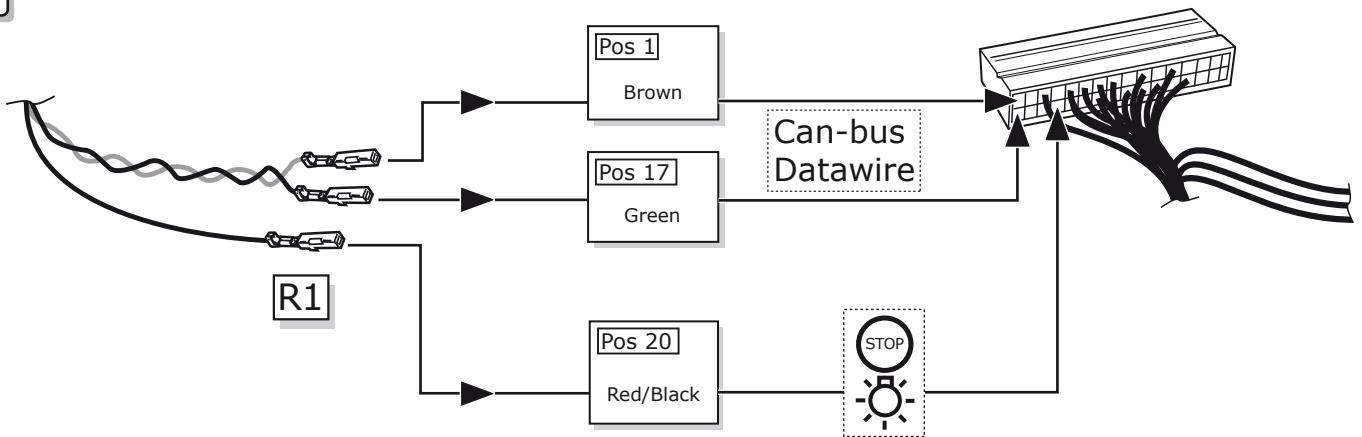 Pos 1
Brown
Can-bus
Datawire
Pos 17
Green
R1
Pos 20
Red/Black
STOP